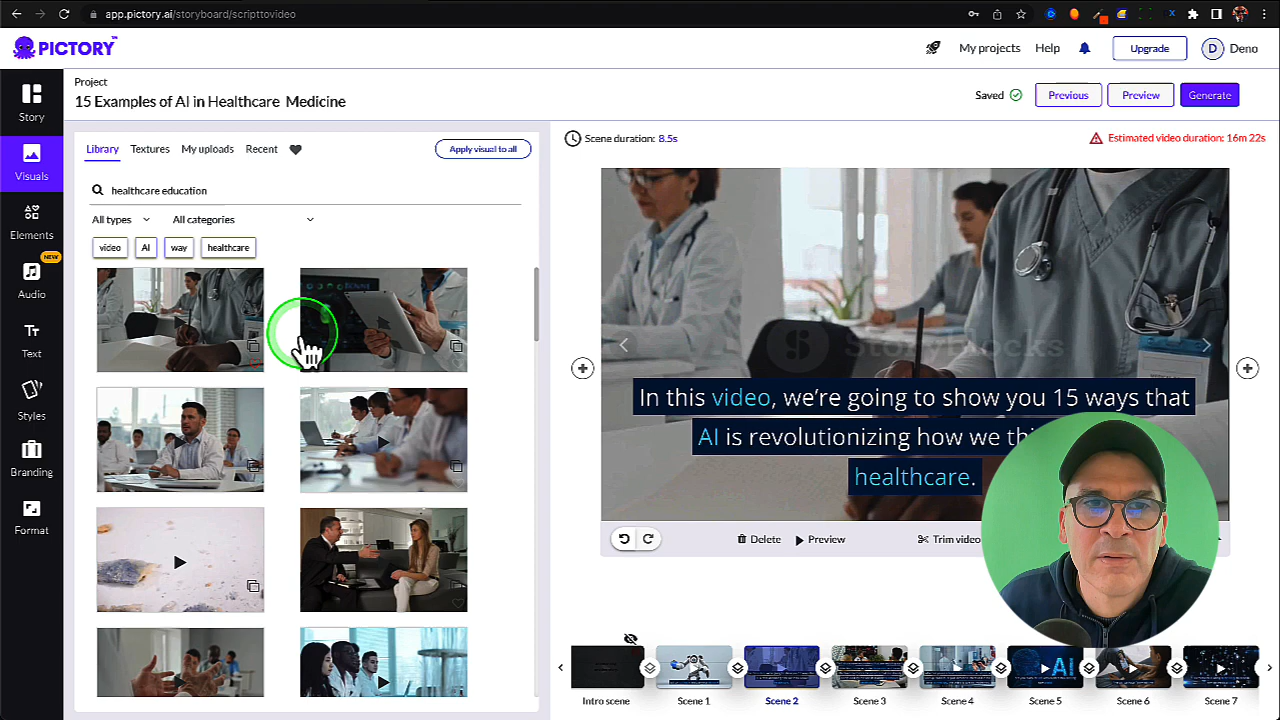 app.pictory.ai/storyboard/scripttovideo
PICTORY™
My projects
Help
Upgrade
D
Deno
Story
Visuals
Elements
NEW
Audio
Text
Styles
Branding
Format
Project
15 Examples of AI in Healthcare Medicine
Saved
Previous
Preview
Generate
Library
Textures
My uploads
Recent
Apply visual to all
healthcare education
All types
All categories
video
AI
way
healthcare
Scene duration: 8.5s
Estimated video duration: 16m 22s
Storyblocks
In this video, we're going to show you 15 ways that
AI is revolutionizing how we
healthcare.
Delete
Preview
Trim video
AI
Intro scene
Scene 1
Scene 2
Scene 3
Scene 4
Scene 5
Scene 6
Scene 7